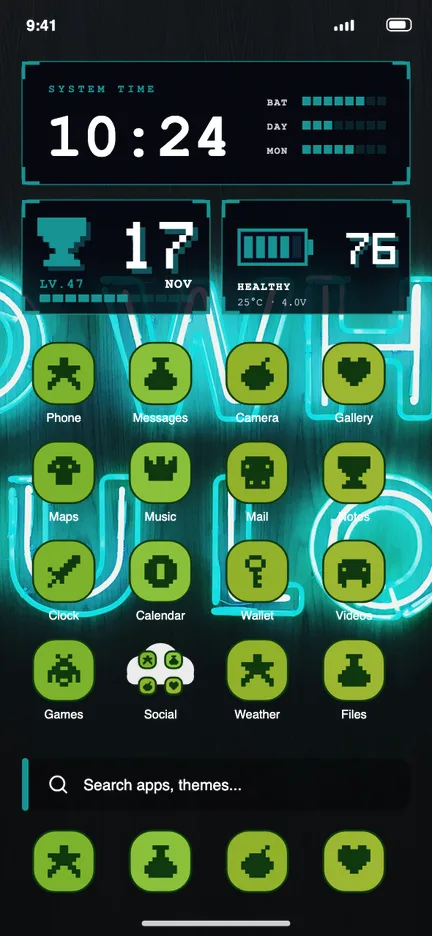 9:41
SYSTEM TIME
10:24
BAT
DAY
MON
17
LV.47
NOV
76
HEALTHY
25°C · 4.0V
Phone Messages Camera Gallery
Maps Music Mail Notes
Clock Calendar Wallet Videos
Games Social Weather Files
Search apps, themes...